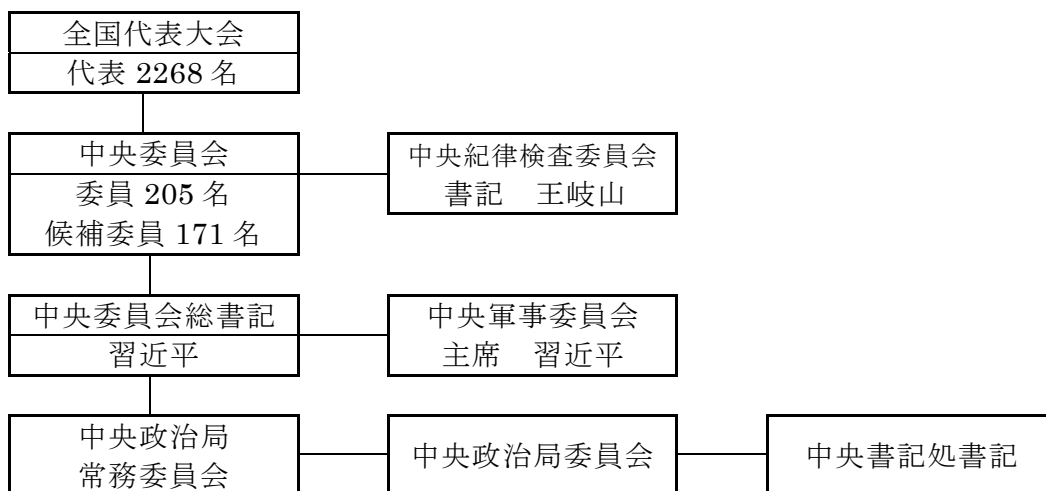 全国代表大会
代表 2268 名
中央委員会
委員 205 名
候補委員 171 名
中央紀律検査委員会
書記　王岐山
中央委員会総書記
習近平
中央軍事委員会
主席　習近平
中央政治局
常務委員会
中央政治局委員会
中央書記処書記